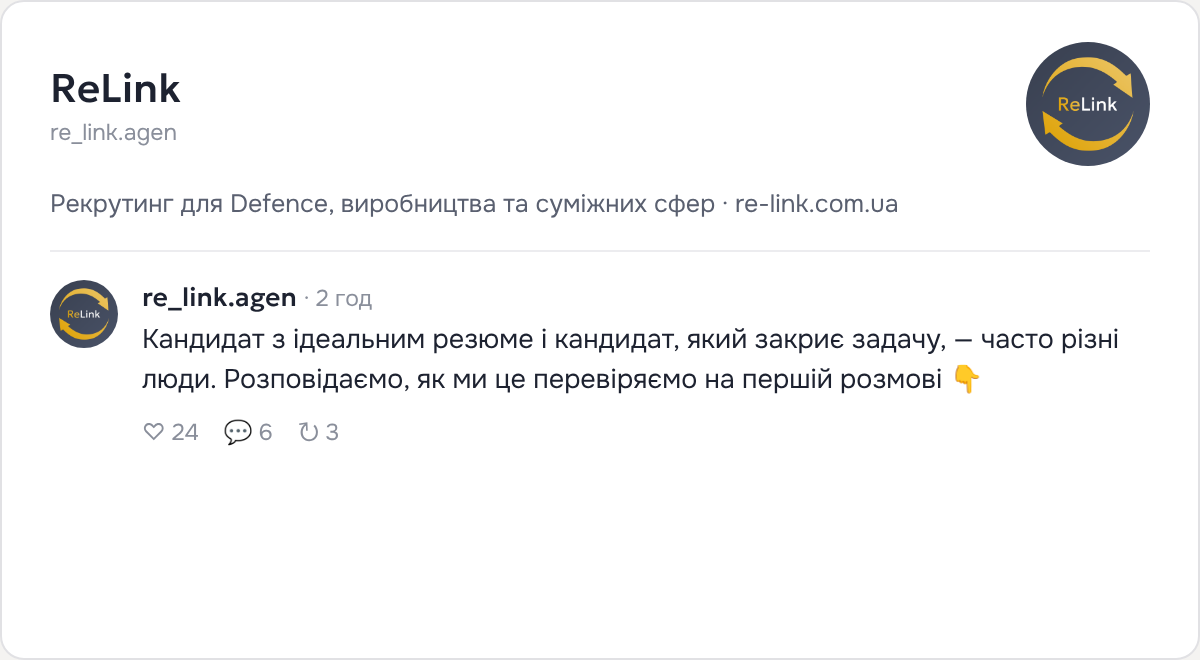 ReLink
re_link.agen
ReLink
Рекрутинг для Defence, виробництва та суміжних сфер · re-link.com.ua
ReLink
re_link.agen · 2 год
Кандидат з ідеальним резюме і кандидат, який закриє задачу, — часто різні
люди. Розповідаємо, як ми це перевіряємо на першій розмові 👇
♡ 24 💬 6 ↻ 3